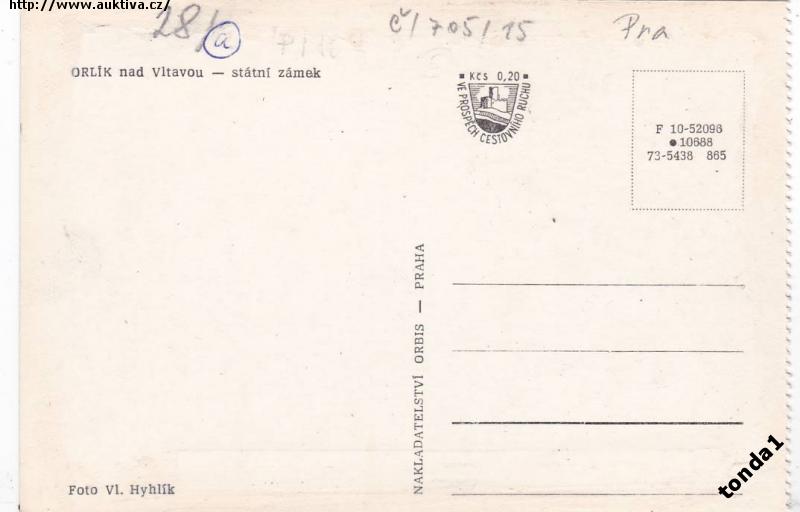 http://www.auktiva.cz/
28/a
Č/705/15
Pra
ORLÍK nad Vltavou — státní zámek
Kčs 0,20
VE PROSPĚCH CESTOVNÍHO RUCHU
F 10-52098
10688
73-5438 865
NAKLADATELSTVÍ ORBIS — PRAHA
Foto Vl. Hyhlík
tonda1